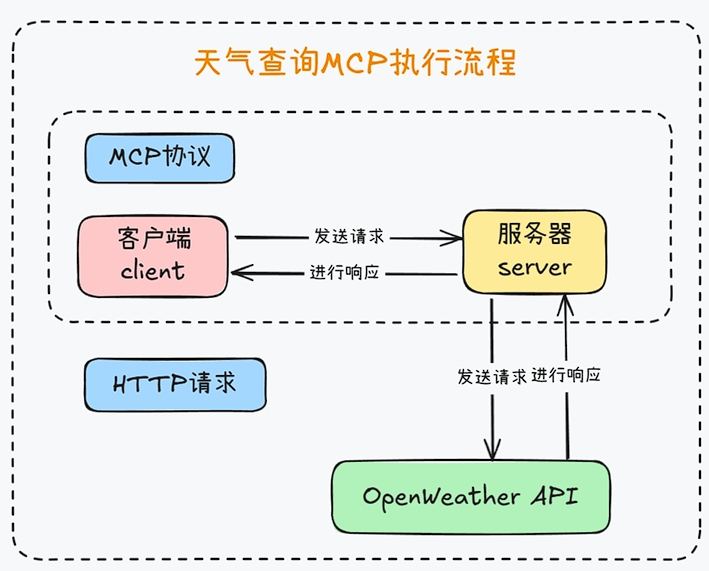 天气查询MCP执行流程
MCP协议
客户端
client
发送请求
进行响应
服务器
server
HTTP请求
发送请求
进行响应
OpenWeather API